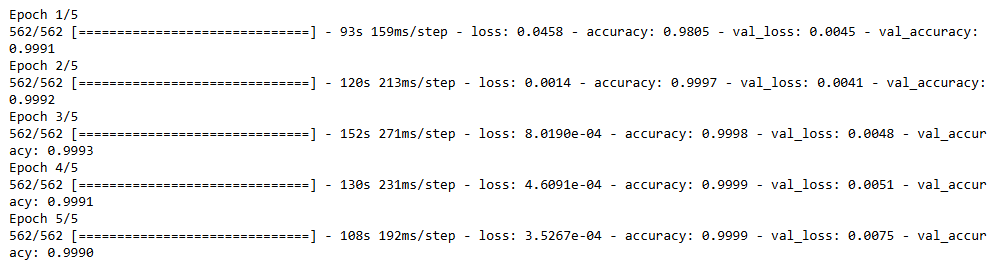 Epoch 1/5
562/562 [==============================] - 93s 159ms/step - loss: 0.0458 - accuracy: 0.9805 - val_loss: 0.0045 - val_accuracy:
0.9991
Epoch 2/5
562/562 [==============================] - 120s 213ms/step - loss: 0.0014 - accuracy: 0.9997 - val_loss: 0.0041 - val_accuracy:
0.9992
Epoch 3/5
562/562 [==============================] - 152s 271ms/step - loss: 8.0190e-04 - accuracy: 0.9998 - val_loss: 0.0048 - val_accur
acy: 0.9993
Epoch 4/5
562/562 [==============================] - 130s 231ms/step - loss: 4.6091e-04 - accuracy: 0.9999 - val_loss: 0.0051 - val_accur
acy: 0.9991
Epoch 5/5
562/562 [==============================] - 108s 192ms/step - loss: 3.5267e-04 - accuracy: 0.9999 - val_loss: 0.0075 - val_accur
acy: 0.9990